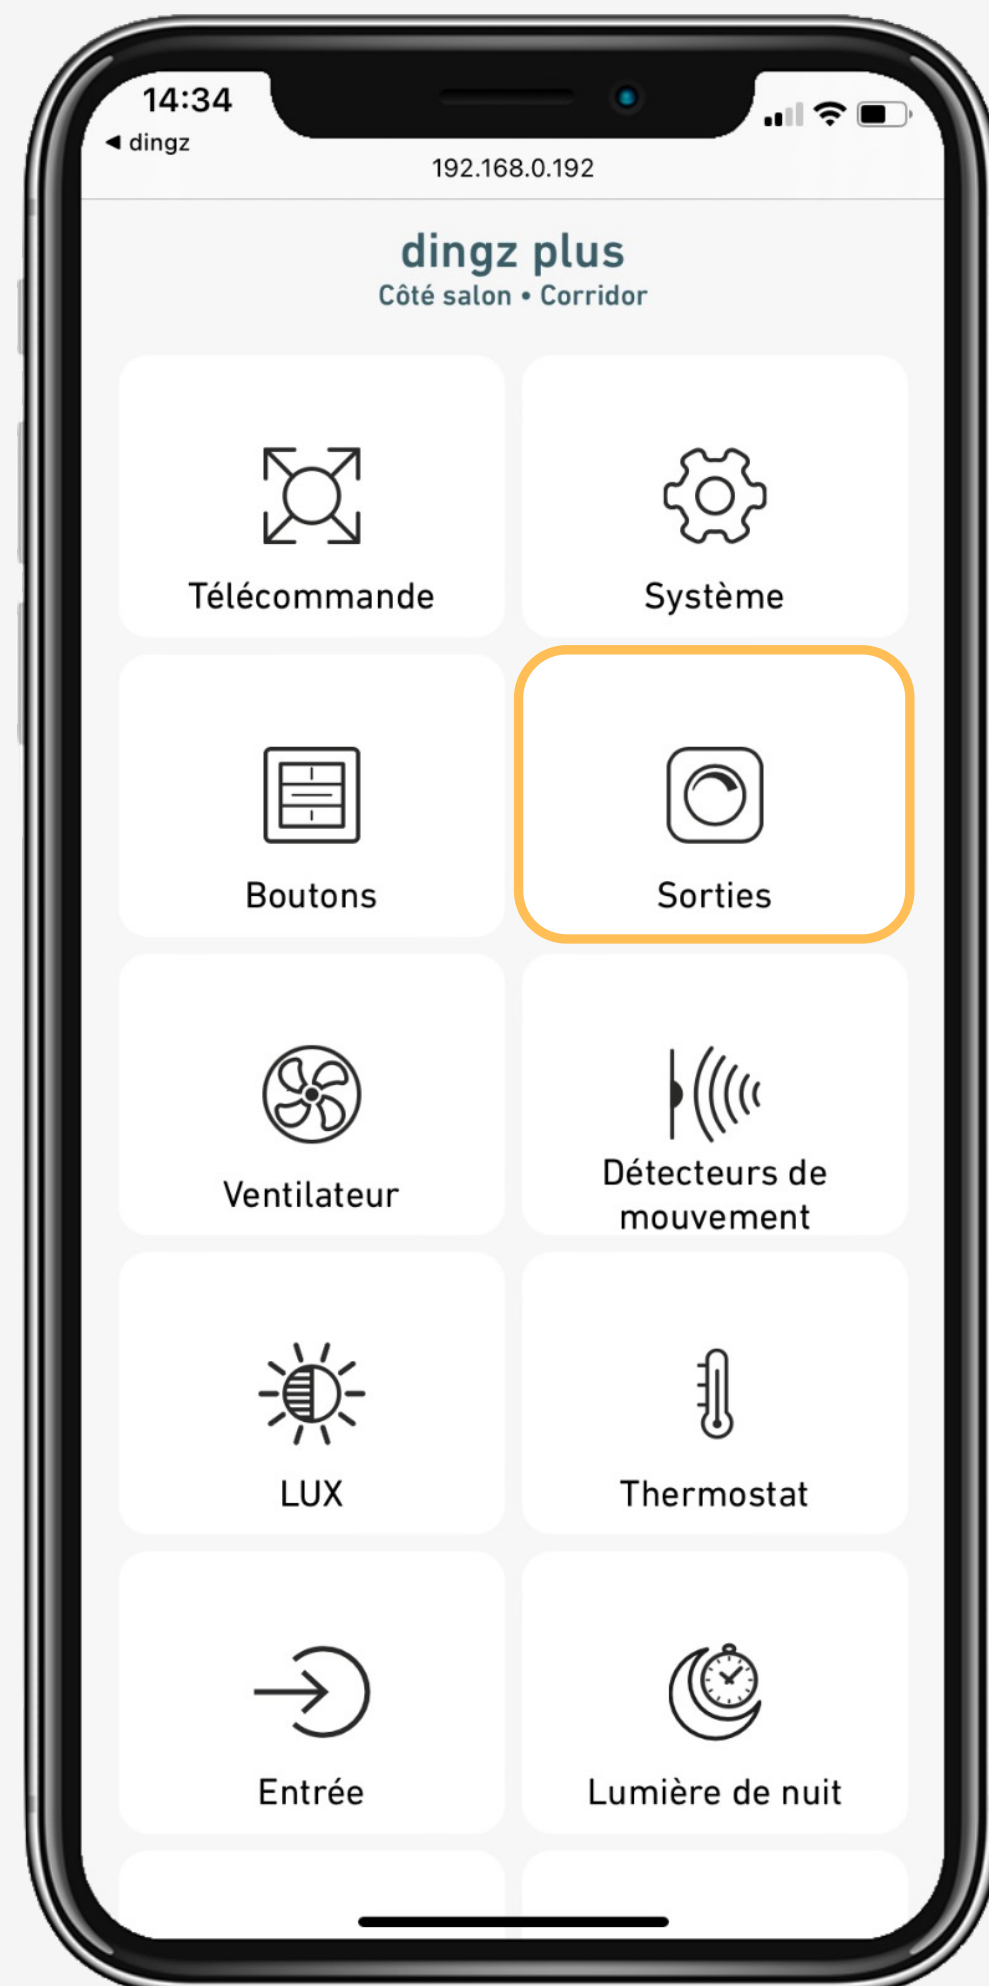 14:34
◀ dingz
192.168.0.192
dingz plus
Côté salon • Corridor
Télécommande
Système
Boutons
Sorties
Ventilateur
Détecteurs de
mouvement
LUX
Thermostat
Entrée
Lumière de nuit